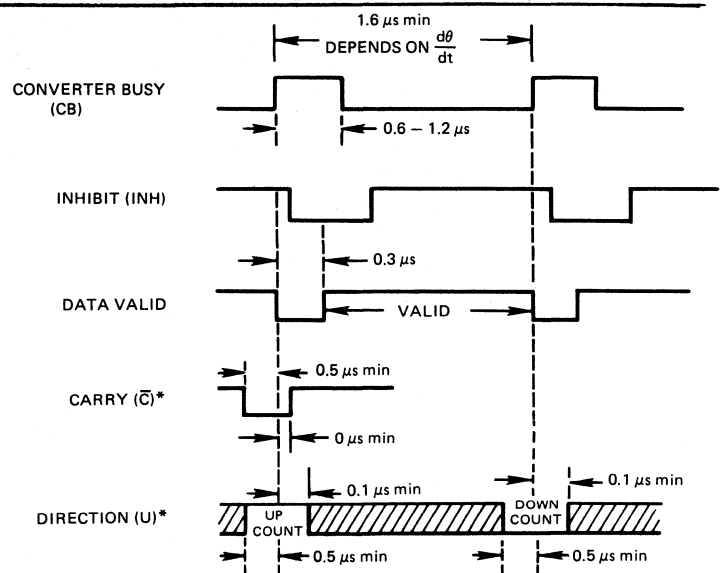 1.6 μs min
DEPENDS ON dθ/dt
CONVERTER BUSY
(CB)
0.6 – 1.2 μs
INHIBIT (INH)
0.3 μs
DATA VALID
VALID
0.5 μs min
CARRY (C̅)*
0 μs min
0.1 μs min
0.1 μs min
DIRECTION (U)*
UP
COUNT
DOWN
COUNT
0.5 μs min
0.5 μs min